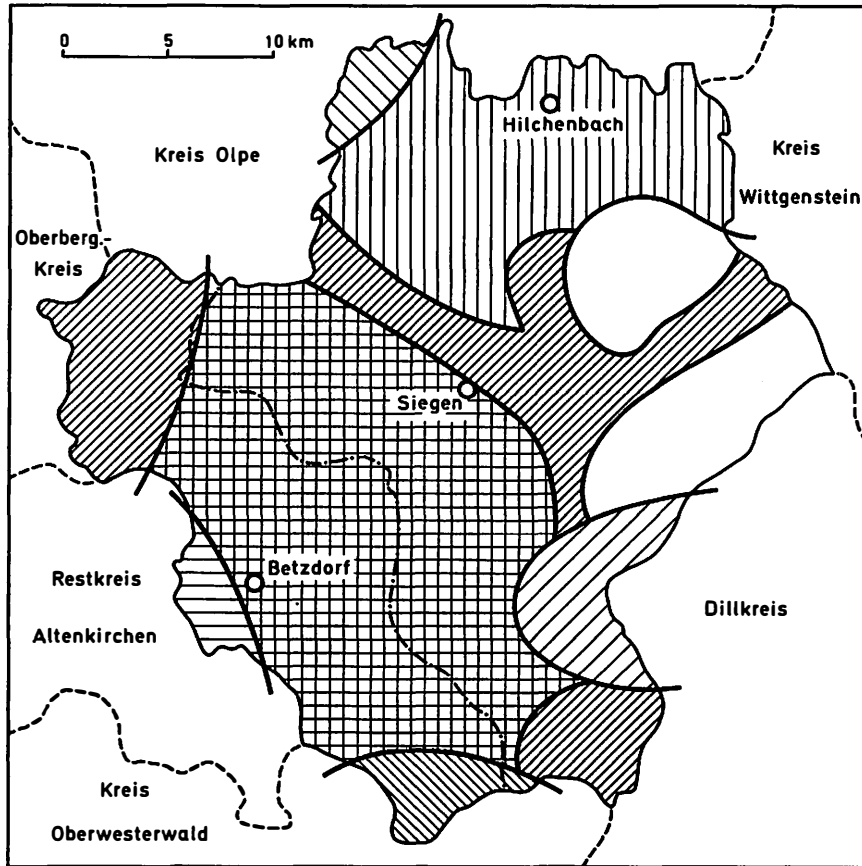 0 5 10 km
Hilchenbach
Kreis Olpe
Kreis
Wittgenstein
Oberberg.-
Kreis
Siegen
Betzdorf
Restkreis
Altenkirchen
Dillkreis
Kreis
Oberwesterwald